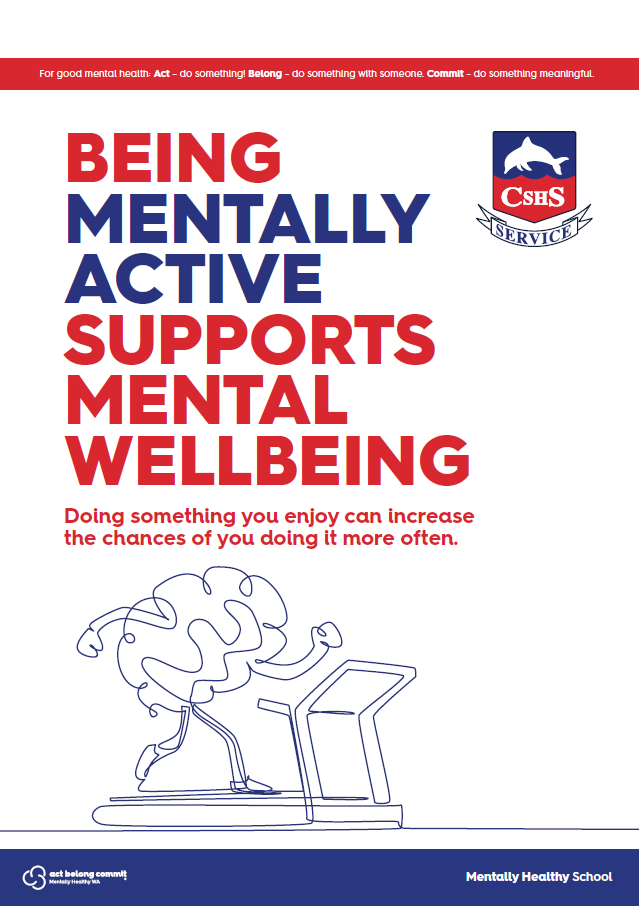 For good mental health: Act – do something! Belong – do something with someone. Commit – do something meaningful.
BEING
MENTALLY
ACTIVE
SUPPORTS
MENTAL
WELLBEING
CSHS
SERVICE
Doing something you enjoy can increase
the chances of you doing it more often.
act belong commit
Mentally Healthy WA
Mentally Healthy School